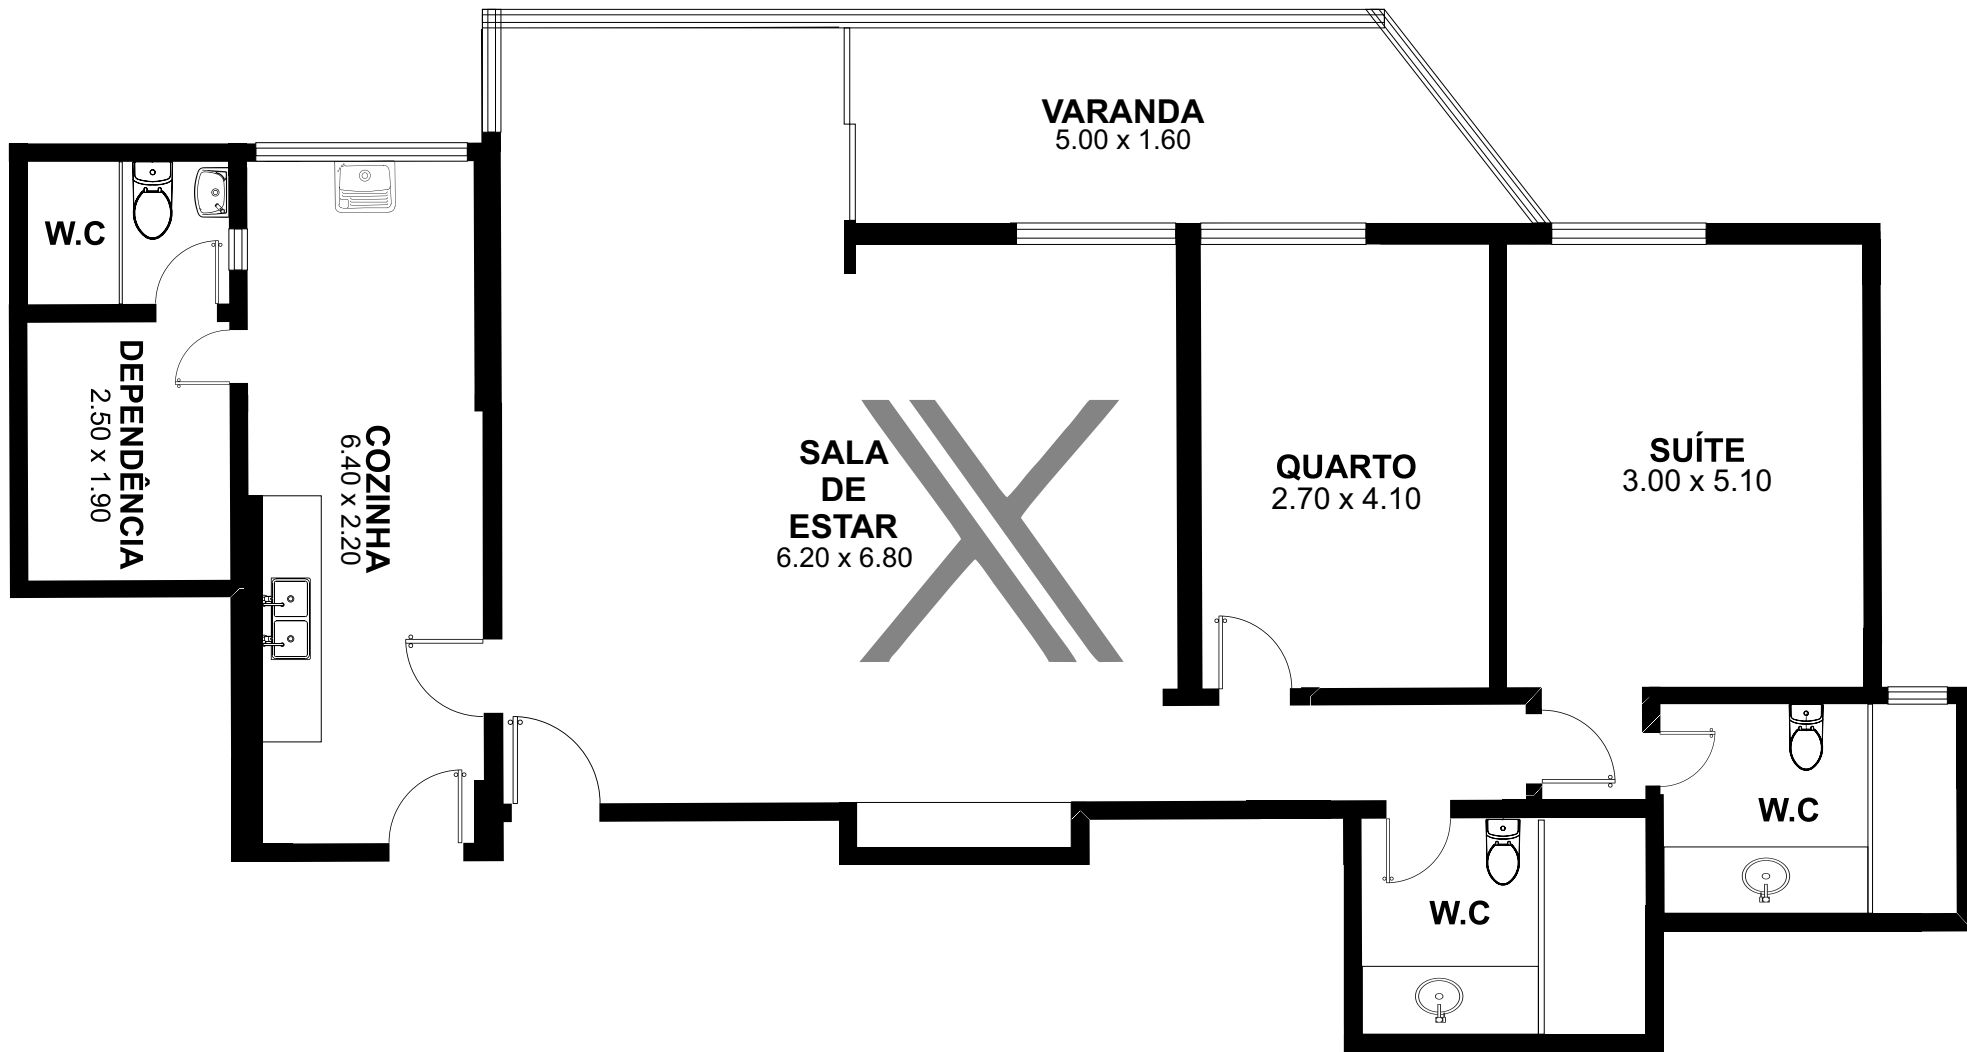 VARANDA
5.00 x 1.60
W.C
DEPENDÊNCIA
2.50 x 1.90
COZINHA
6.40 x 2.20
SALA
DE
ESTAR
6.20 x 6.80
QUARTO
2.70 x 4.10
SUÍTE
3.00 x 5.10
W.C
W.C